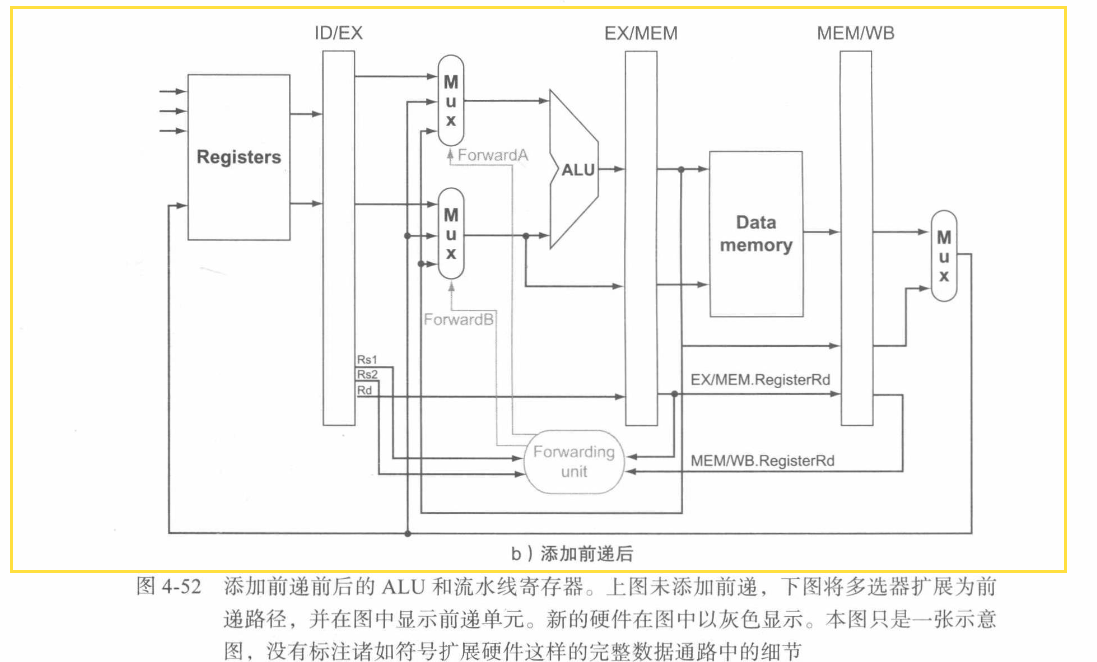 ID/EX
EX/MEM
MEM/WB
Registers
Mux
ForwardA
ALU
Mux
ForwardB
Data
memory
Mux
Rs1
Rs2
Rd
EX/MEM.RegisterRd
Forwarding
unit
MEM/WB.RegisterRd
b）添加前递后
图 4-52 添加前递前后的 ALU 和流水线寄存器。上图未添加前递，下图将多选器扩展为前
递路径，并在图中显示前递单元。新的硬件在图中以灰色显示。本图只是一张示意
图，没有标注诸如符号扩展硬件这样的完整数据通路中的细节